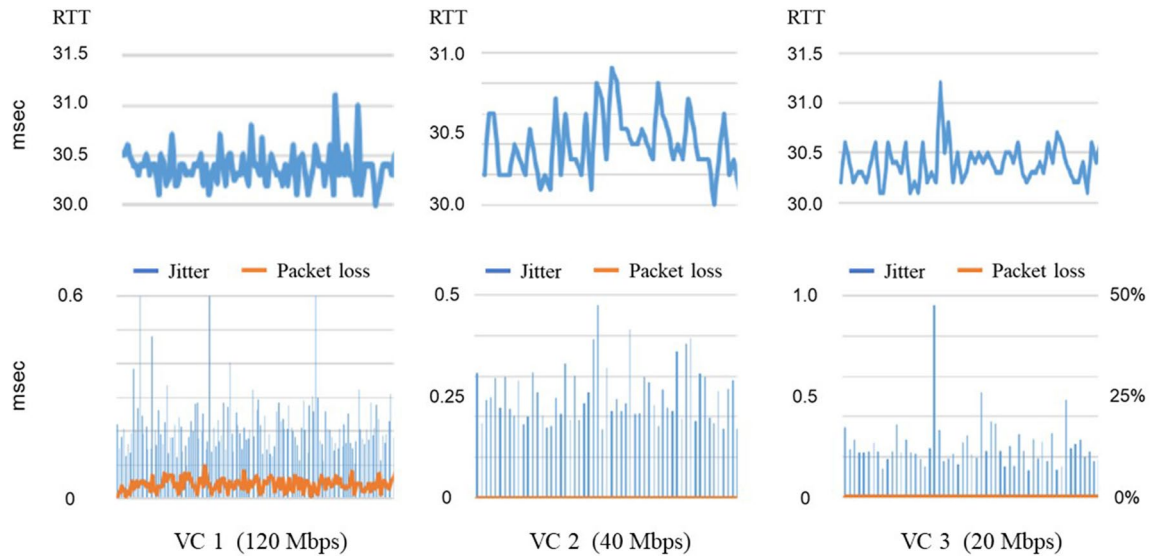 RTT
RTT
RTT
31.5
31.0
30.5
30.0
msec
31.0
30.5
30.0
31.5
31.0
30.5
30.0
Jitter Packet loss
Jitter Packet loss
Jitter Packet loss
0.6
0
msec
0.5
0.25
0
1.0
0.5
0
50%
25%
0%
VC 1 (120 Mbps)
VC 2 (40 Mbps)
VC 3 (20 Mbps)